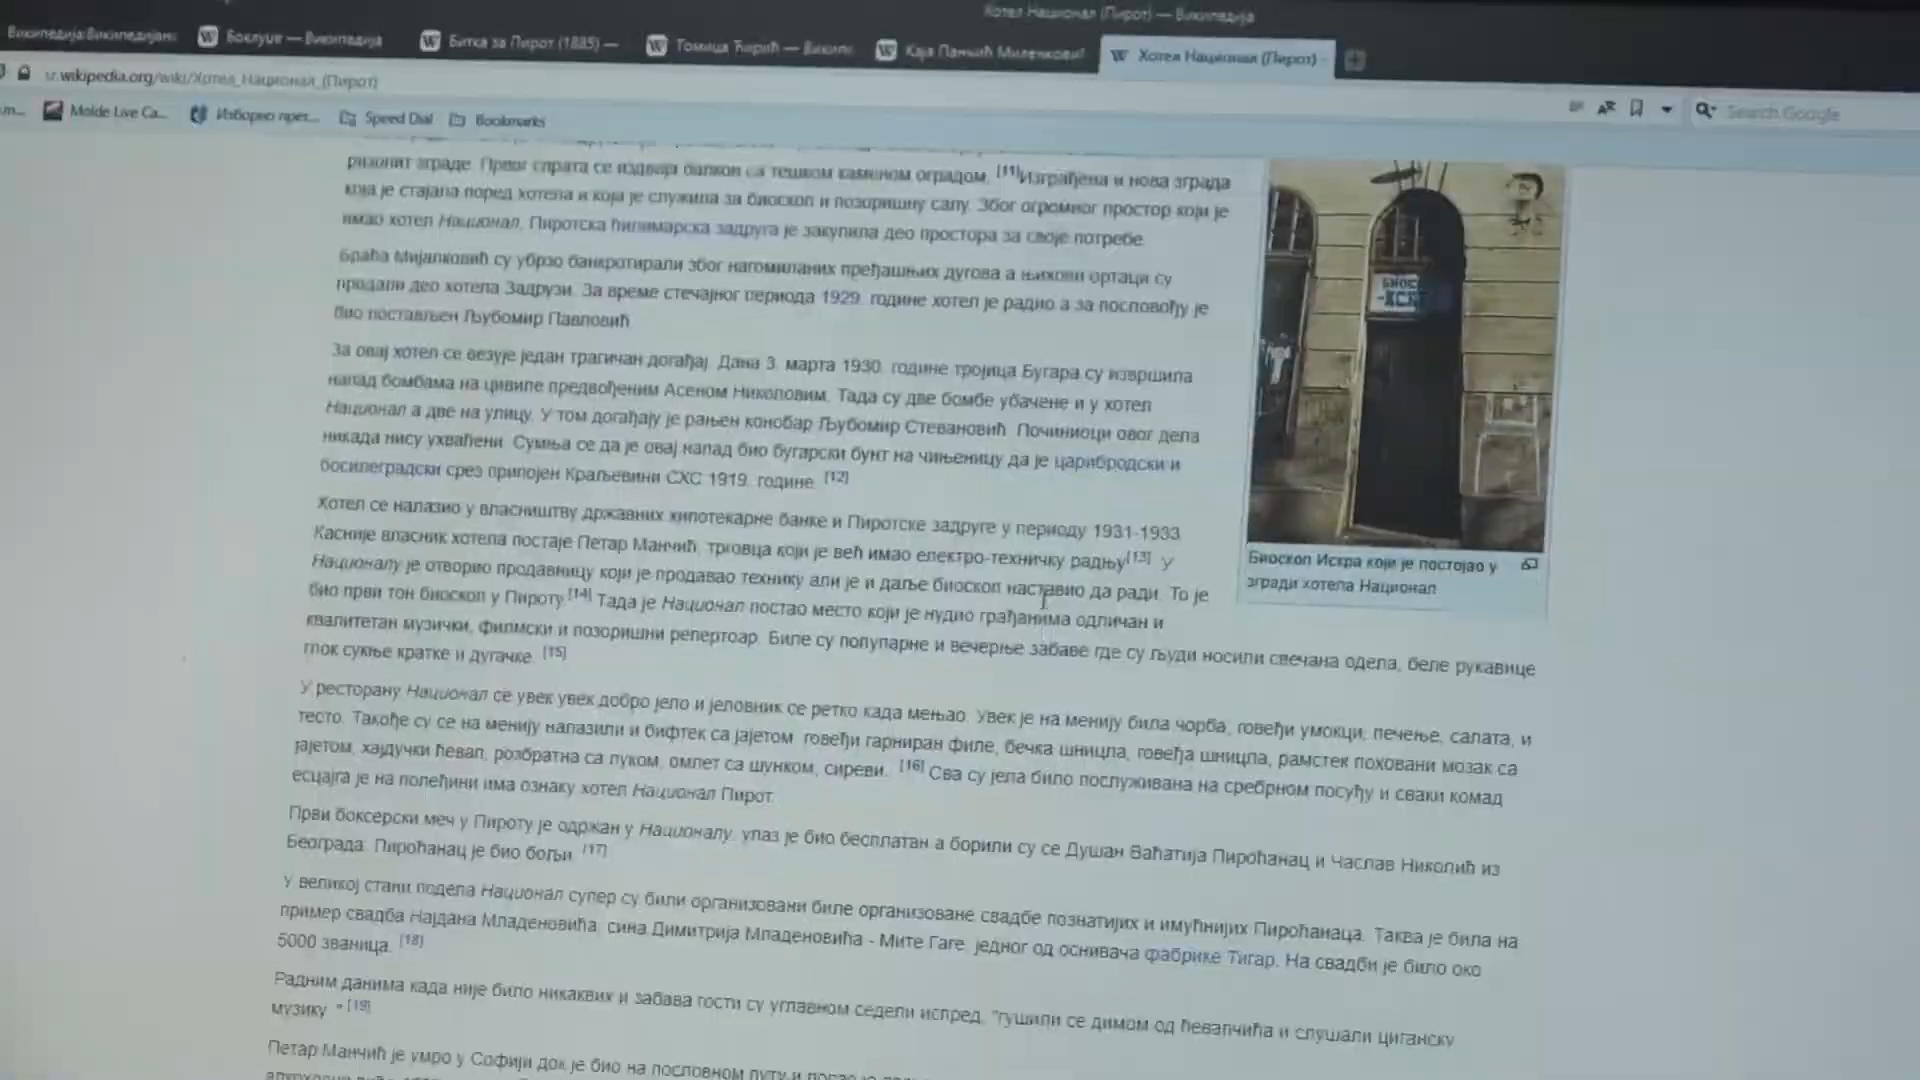 Хотел Национал (Пирот) — Википедија
Википедија:Википедијан
Боклуџе — Википедија
Битка за Пирот (1885) —
Томица Ћирић — Викип
Каја Панчић Миленкович
Хотел Национал (Пирот)
sr.wikipedia.org/wiki/Хотел_Национал_(Пирот)
Molde Live Ca...
Изборно прет...
Speed Dial
Bookmarks
Search Google
ризолит зграде. Првог спрата се издваја балкон са тешком каменом оградом. [11]Изграђена и нова зграда
која је стајала поред хотела и која је служила за биоскоп и позоришну салу. Због огромног простор који је
имао хотел Национал, Пиротска ћилимарска задруга је закупила део простора за своје потребе.
Браћа Мијалковић су убрзо банкротирали због нагомиланих пређашњих дугова а њихови ортаци су
продали део хотела Задрузи. За време стечајног периода 1929. године хотел је радио а за пословођу је
био постављен Љубомир Павловић.
За овај хотел се везује један трагичан догађај. Дана 3. марта 1930. године тројица Бугара су извршила
напад бомбама на цивиле предвођеним Асеном Николовим. Тада су две бомбе убачене и у хотел
Национал а две на улицу. У том догађају је рањен конобар Љубомир Стевановић. Починиоци овог дела
никада нису ухваћени. Сумња се да је овај напад био бугарски бунт на чињеницу да је царибродски и
босилеградски срез припојен Краљевини СХС 1919. године. [12]
Хотел се налазио у власништву државних хипотекарне банке и Пиротске задруге у периоду 1931-1933.
Касније власник хотела постаје Петар Манчић, трговца који је већ имао електро-техничку радњу[13]. У
Националу је отворио продавницу који је продавао технику али је и даље биоскоп наставио да ради. То је
био први тон биоскоп у Пироту.[14] Тада је Национал постао место који је нудио грађанима одличан и
квалитетан музички, филмски и позоришни репертоар. Биле су популарне и вечерње забаве где су људи носили свечана одела, беле рукавице
глок сукње кратке и дугачке. [15]
У ресторану Национал се увек увек добро јело и јеловник се ретко када мењао. Увек је на менију била чорба, говеђи умокци, печење, салата, и
тесто. Такође су се на менију налазили и бифтек са јајетом, говеђи гарниран филе, бечка шницла, говеђа шницла, рамстек поховани мозак са
јајетом, хајдучки ћевап, розбратна са луком, омлет са шунком, сиреви. [16] Сва су јела било послуживана на сребрном посуђу и сваки комад
есцајга је на полеђини има ознаку хотел Национал Пирот.
Први боксерски меч у Пироту је одржан у Националу, улаз је био бесплатан а борили су се Душан Ваћатија Пироћанац и Часлав Николић из
Београда. Пироћанац је био бољи. [17]
У великој стани подела Национал супер су били организовани биле организоване свадбе познатијих и имућнијих Пироћанаца. Таква је била на
пример свадба Најдана Младеновића, сина Димитрија Младеновића - Мите Гаге, једног од оснивача фабрике Тигар. На свадби је било око
5000 званица. [18]
Радним данима када није било никаквих и забава гости су углавном седели испред, "гушили се димом од ћевапчића и слушали циганску
музику." [19]
Петар Манчић је умро у Софији док је био на пословном путу и
Биоскоп Искра који је постојао у
згради хотела Национал